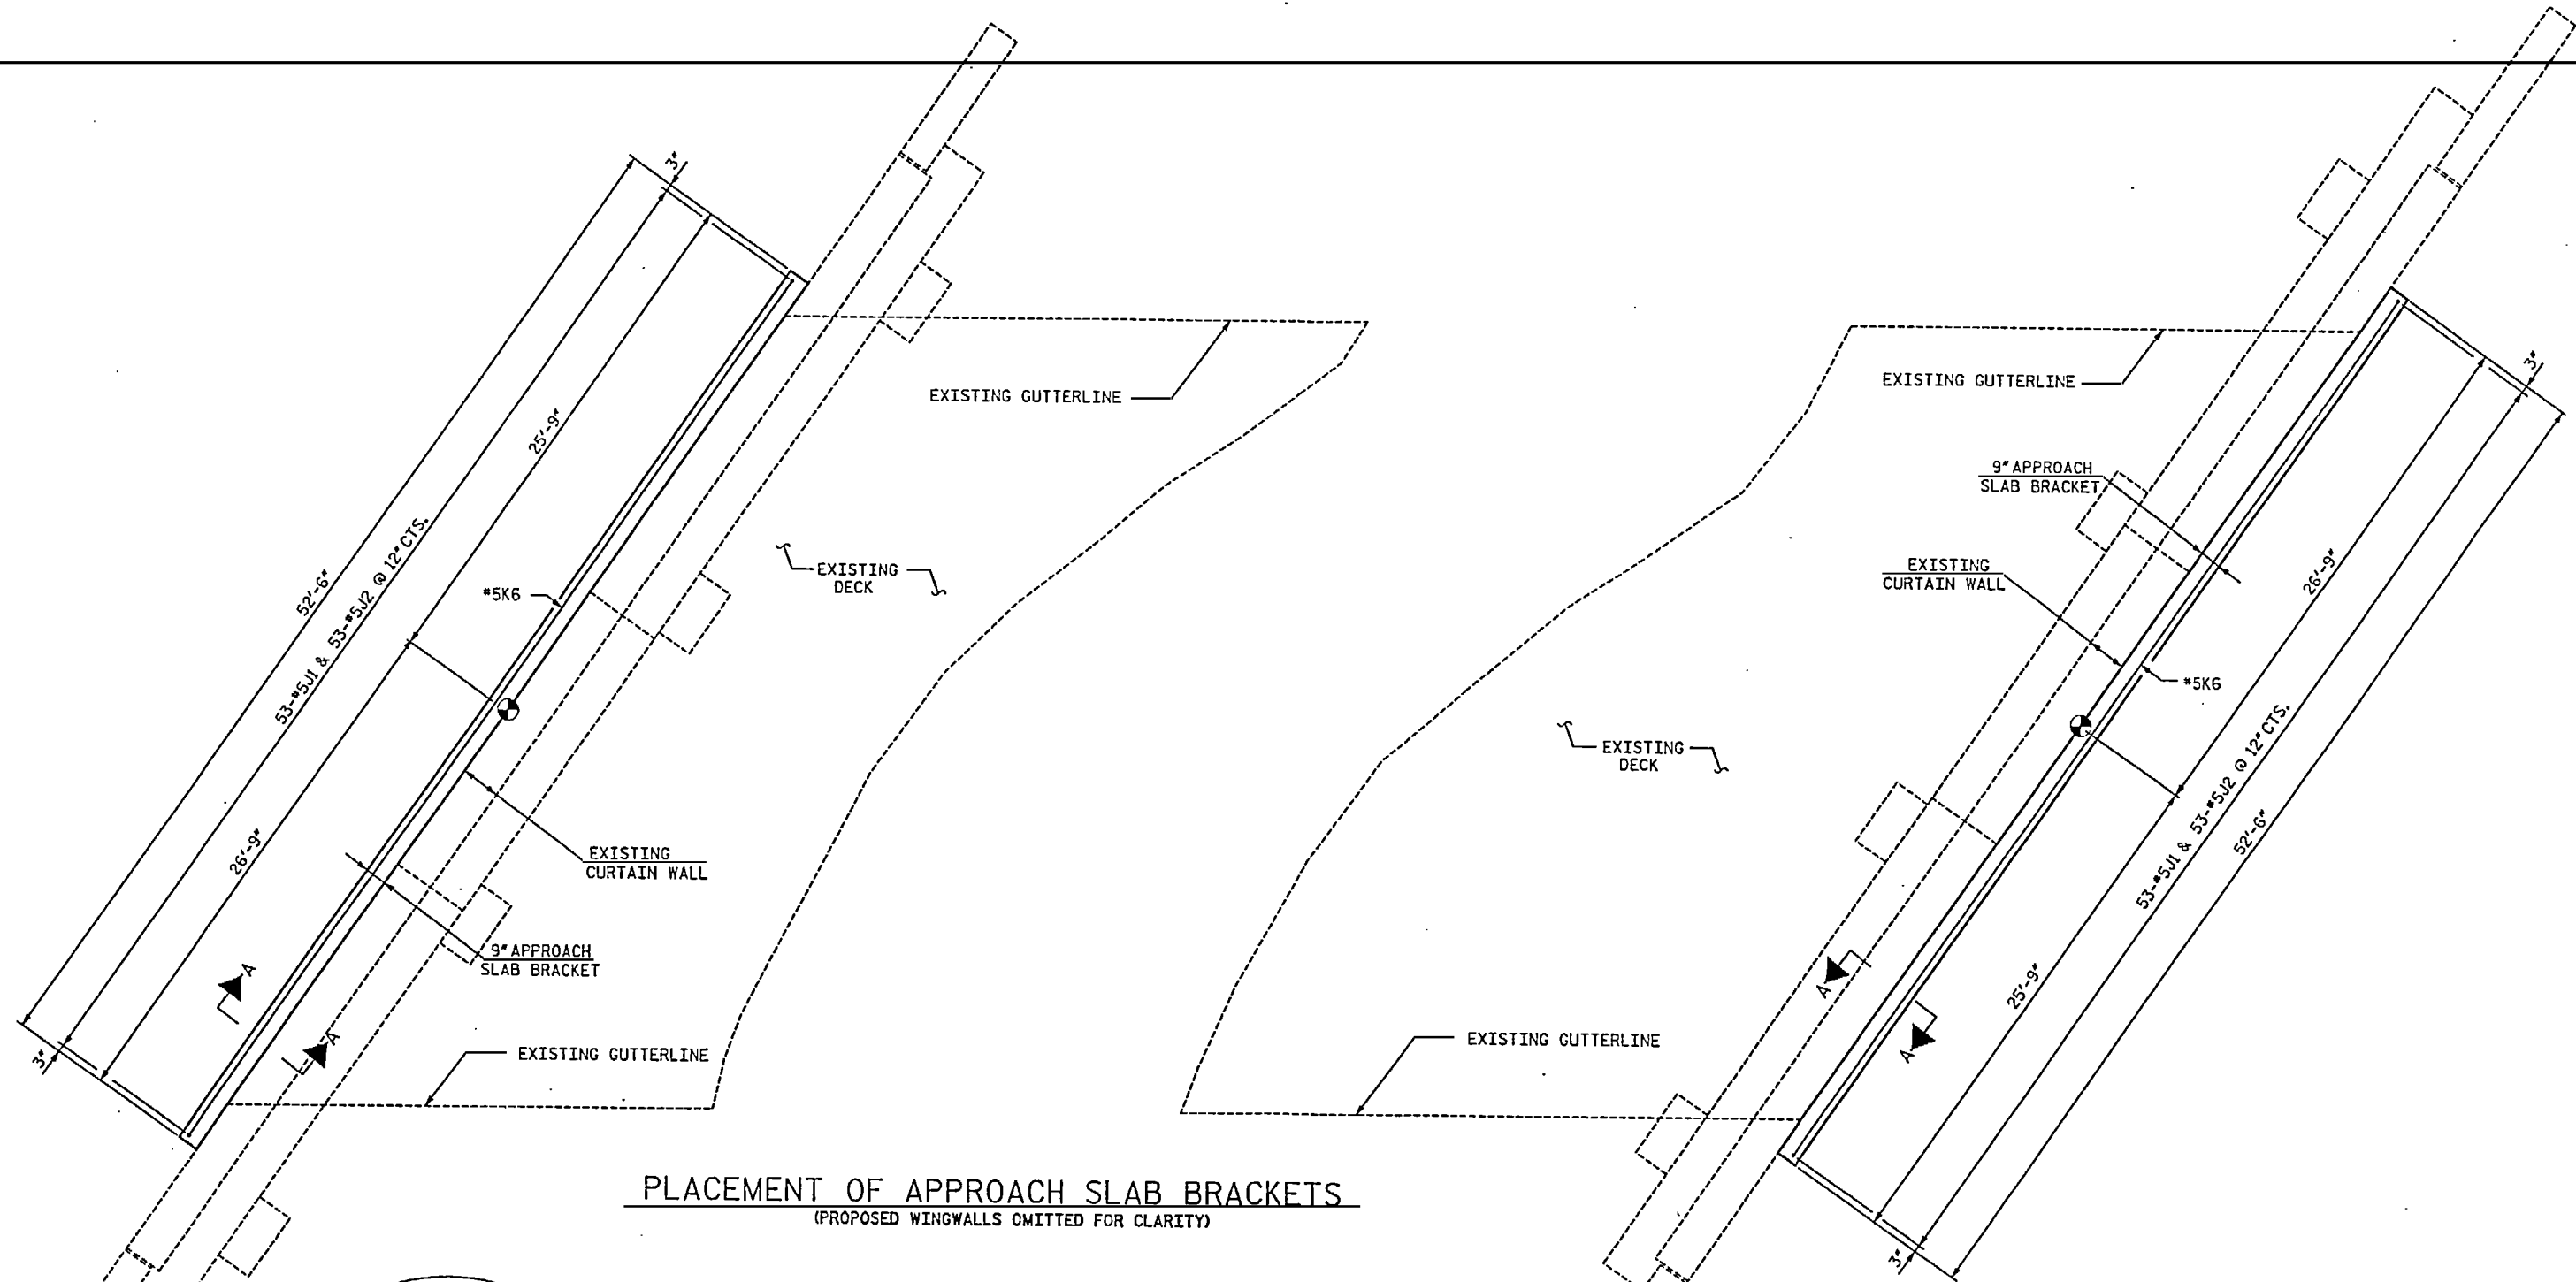 3"
52'-6"
53-#5J1 & 53-#5J2 @ 12" CTS.
25'-9"
26'-9"
3"
#5K6
EXISTING GUTTERLINE
EXISTING
DECK
EXISTING
CURTAIN WALL
9" APPROACH
SLAB BRACKET
A
A
EXISTING GUTTERLINE
EXISTING GUTTERLINE
9" APPROACH
SLAB BRACKET
EXISTING
CURTAIN WALL
3"
26'-9"
#5K6
EXISTING
DECK
53-#5J1 & 53-#5J2 @ 12" CTS.
52'-6"
25'-9"
A
A
EXISTING GUTTERLINE
3"
PLACEMENT OF APPROACH SLAB BRACKETS
(PROPOSED WINGWALLS OMITTED FOR CLARITY)